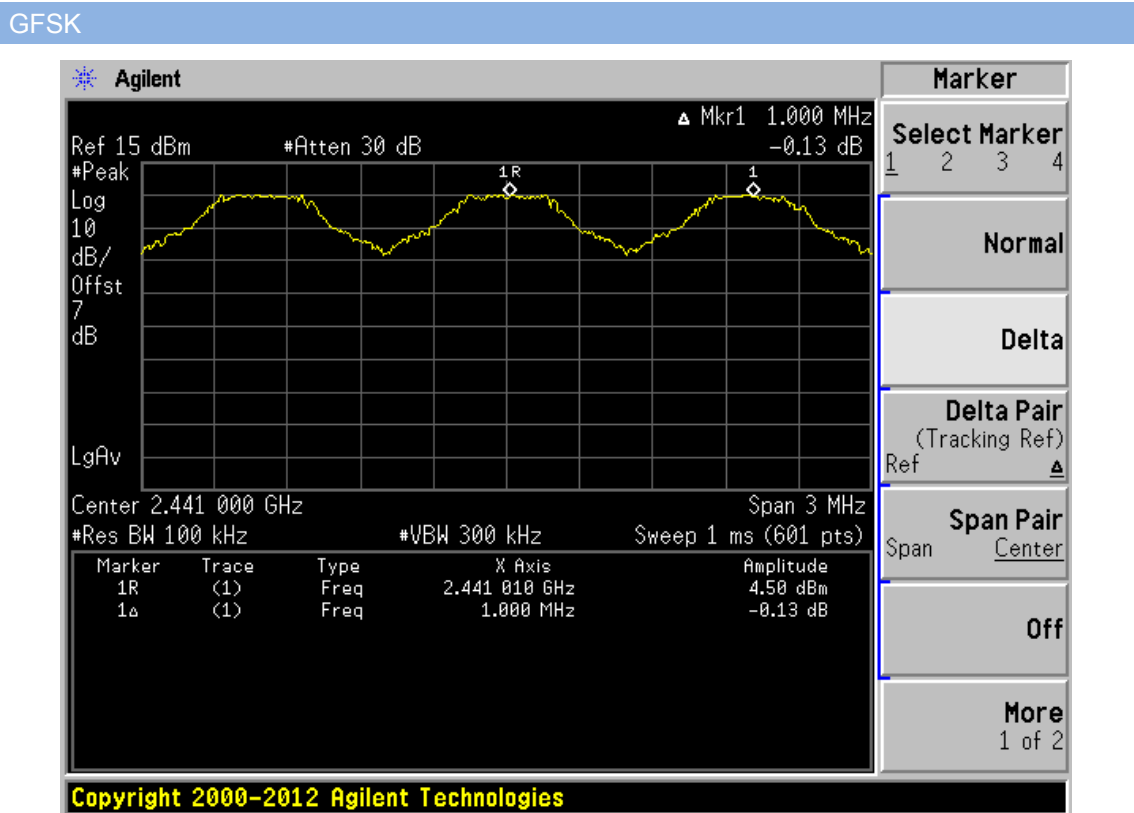 GFSK
Agilent
Marker
Δ Mkr1 1.000 MHz
Ref 15 dBm #Atten 30 dB -0.13 dB
#Peak
Log
10
dB/
Offst
7
dB
LgAv
1R
1
Center 2.441 000 GHz Span 3 MHz
#Res BW 100 kHz #VBW 300 kHz Sweep 1 ms (601 pts)
Marker Trace Type X Axis Amplitude
1R (1) Freq 2.441 010 GHz 4.50 dBm
1Δ (1) Freq 1.000 MHz -0.13 dB
Select Marker
1 2 3 4
Normal
Delta
Delta Pair
(Tracking Ref)
Ref Δ
Span Pair
Span Center
Off
More
1 of 2
Copyright 2000-2012 Agilent Technologies